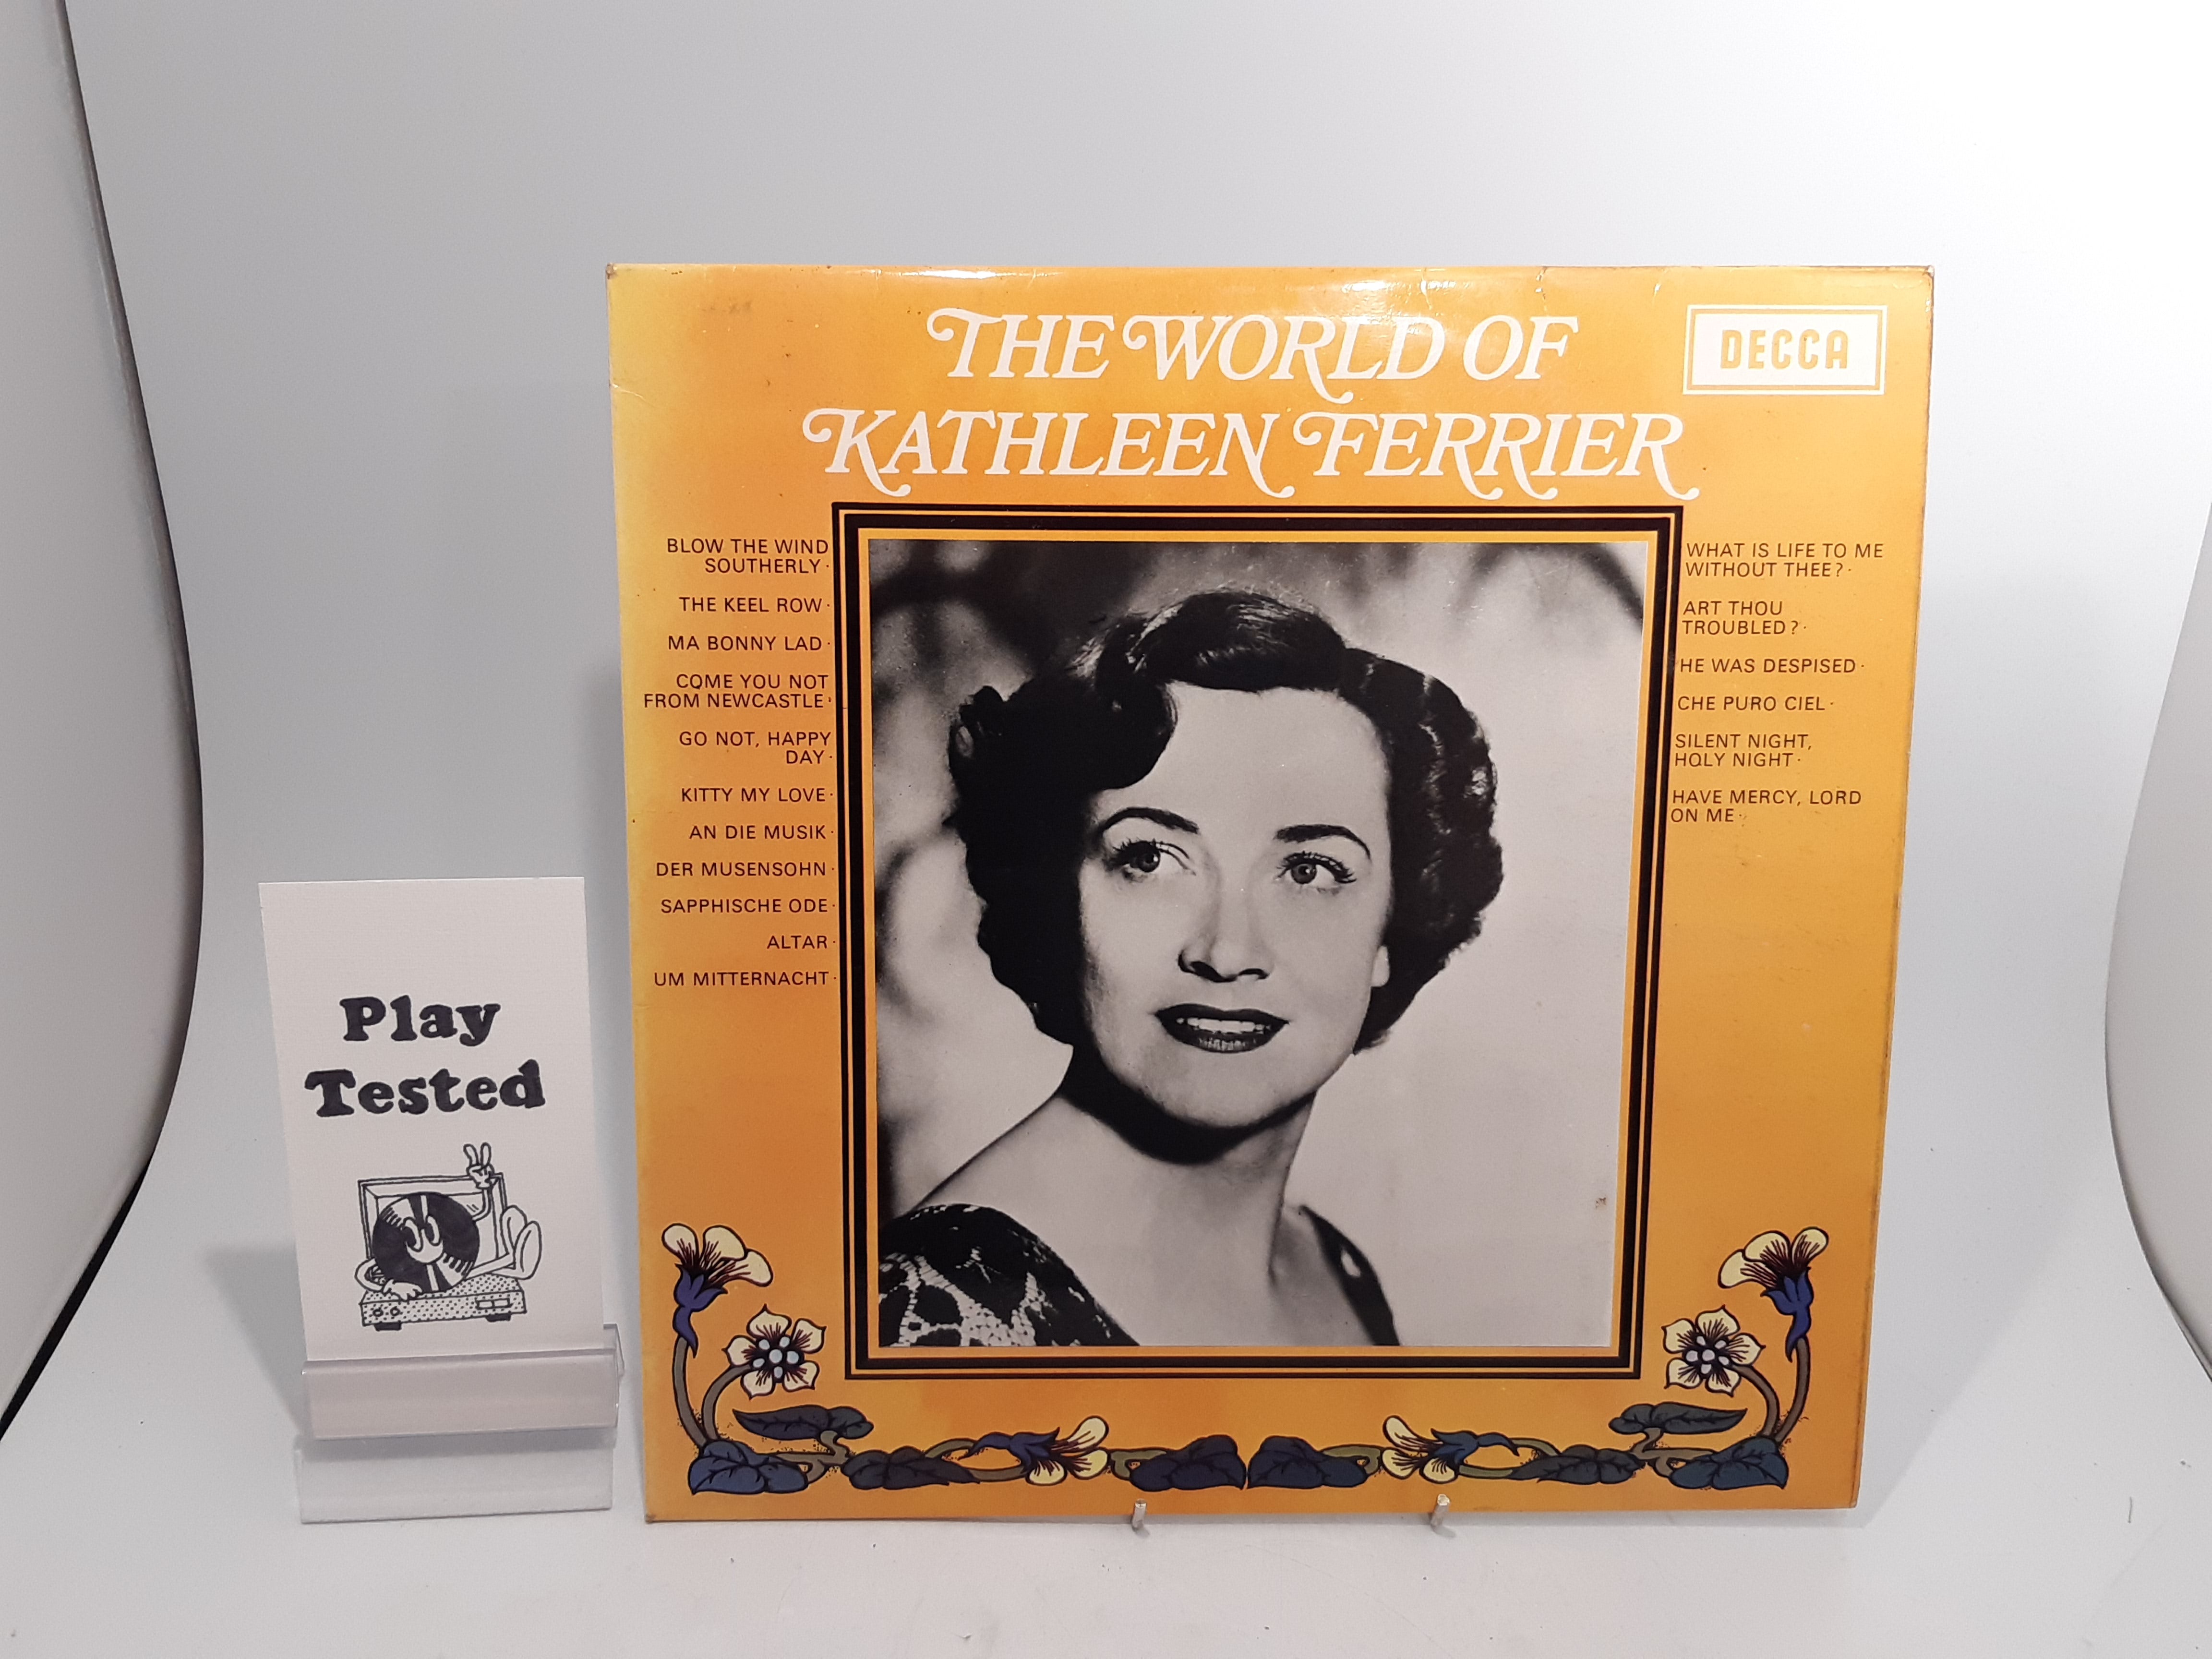 THE WORLD OF
KATHLEEN FERRIER
DECCA
BLOW THE WIND
SOUTHERLY ·
THE KEEL ROW ·
MA BONNY LAD ·
COME YOU NOT
FROM NEWCASTLE ·
GO NOT, HAPPY
DAY ·
KITTY MY LOVE ·
AN DIE MUSIK ·
DER MUSENSOHN ·
SAPPHISCHE ODE ·
ALTAR ·
UM MITTERNACHT ·
WHAT IS LIFE TO ME
WITHOUT THEE? ·
ART THOU
TROUBLED? ·
HE WAS DESPISED ·
CHE PURO CIEL ·
SILENT NIGHT,
HOLY NIGHT ·
HAVE MERCY, LORD
ON ME ·
Play
Tested